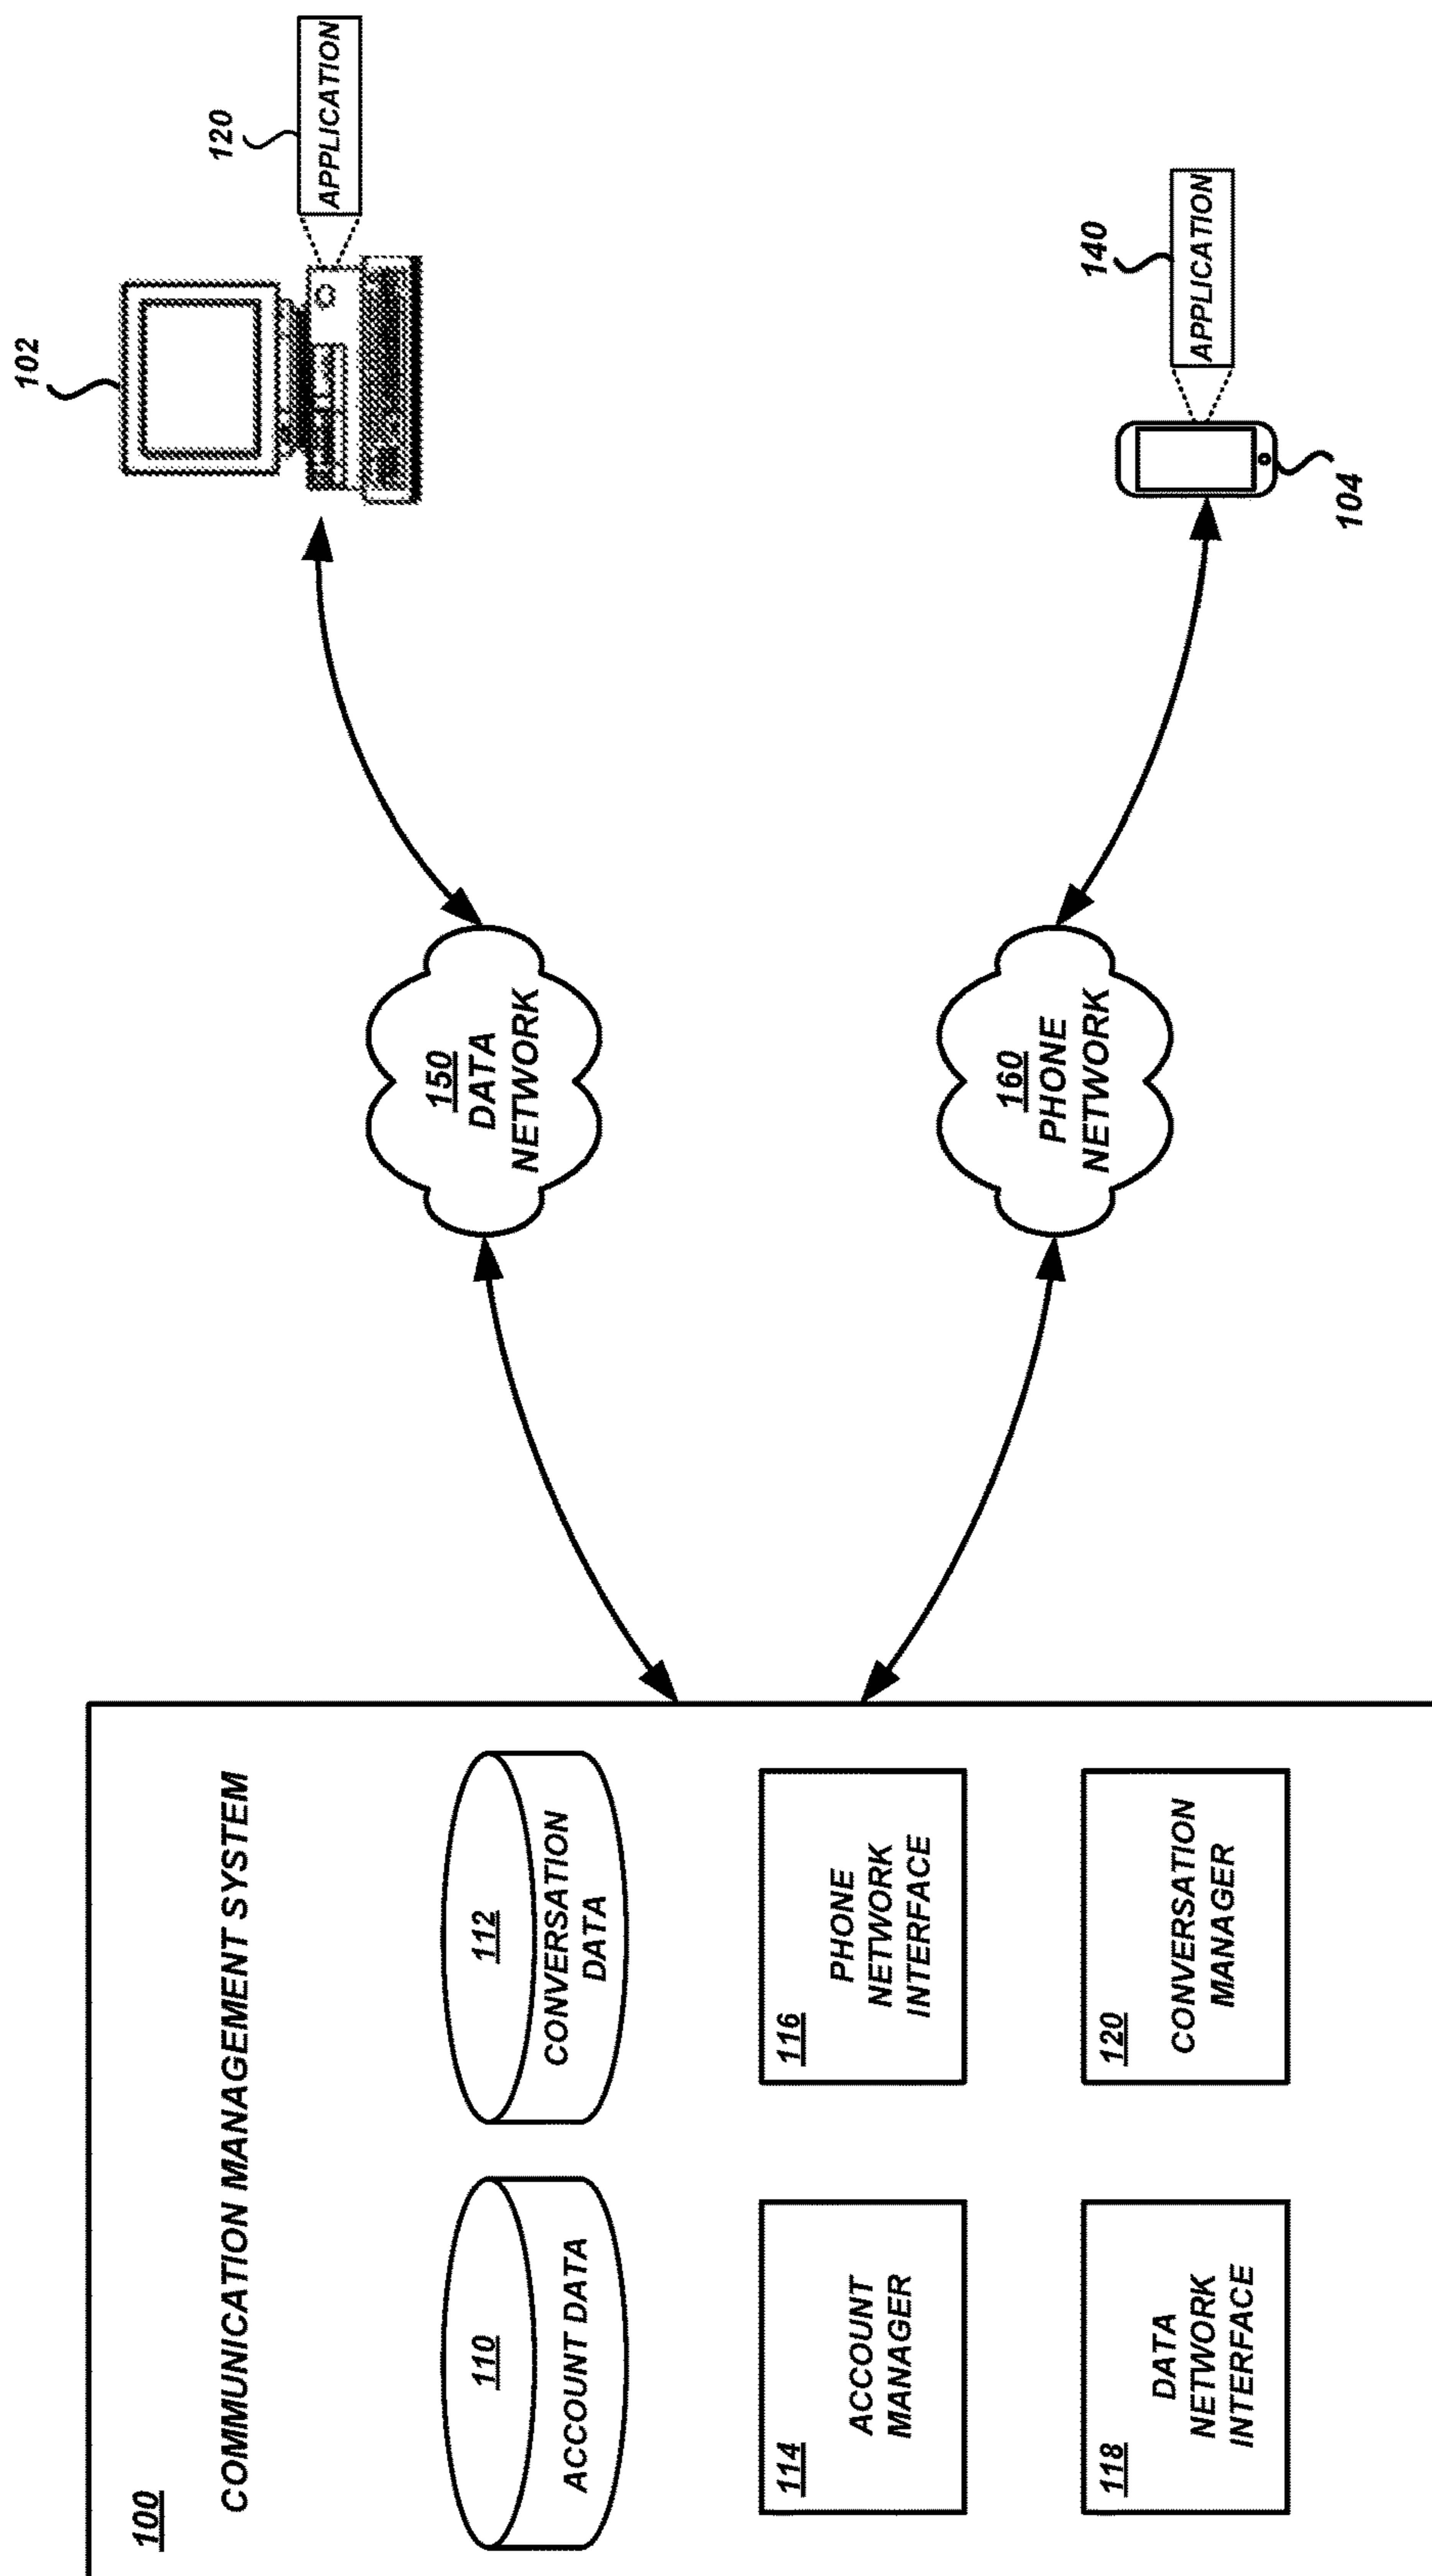 100
COMMUNICATION MANAGEMENT SYSTEM
110
ACCOUNT DATA
112
CONVERSATION
DATA
114
ACCOUNT
MANAGER
116
PHONE
NETWORK
INTERFACE
118
DATA
NETWORK
INTERFACE
120
CONVERSATION
MANAGER
150
DATA
NETWORK
160
PHONE
NETWORK
102
120
APPLICATION
140
APPLICATION
104